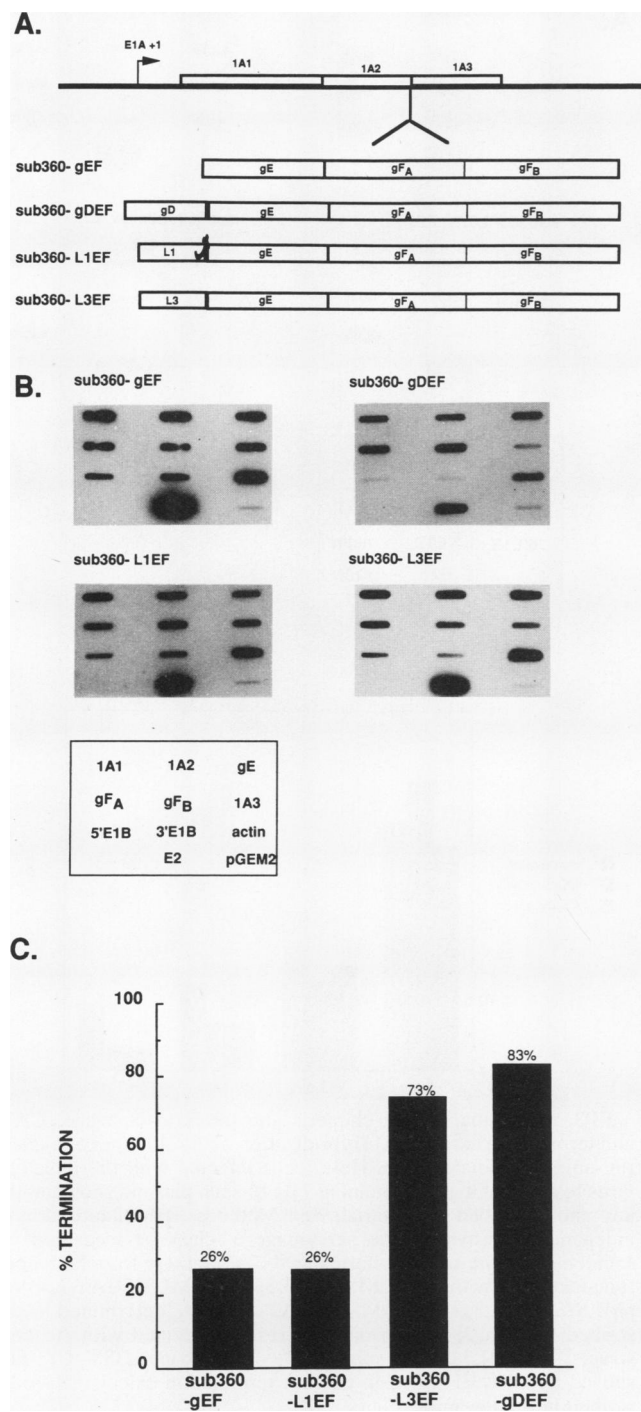 A.
E1A +1
1A1 1A2 1A3
sub360- gEF gE gFA gFB
sub360- gDEF gD gE gFA gFB
sub360- L1EF L1 gE gFA gFB
sub360- L3EF L3 gE gFA gFB
B.
sub360- gEF sub360- gDEF
sub360- L1EF sub360- L3EF
1A1 1A2 gE
gFA gFB 1A3
5'E1B 3'E1B actin
E2 pGEM2
C.
% TERMINATION
100
80
60
40
20
0
26% 26% 73% 83%
sub360 sub360 sub360 sub360
-gEF -L1EF -L3EF -gDEF